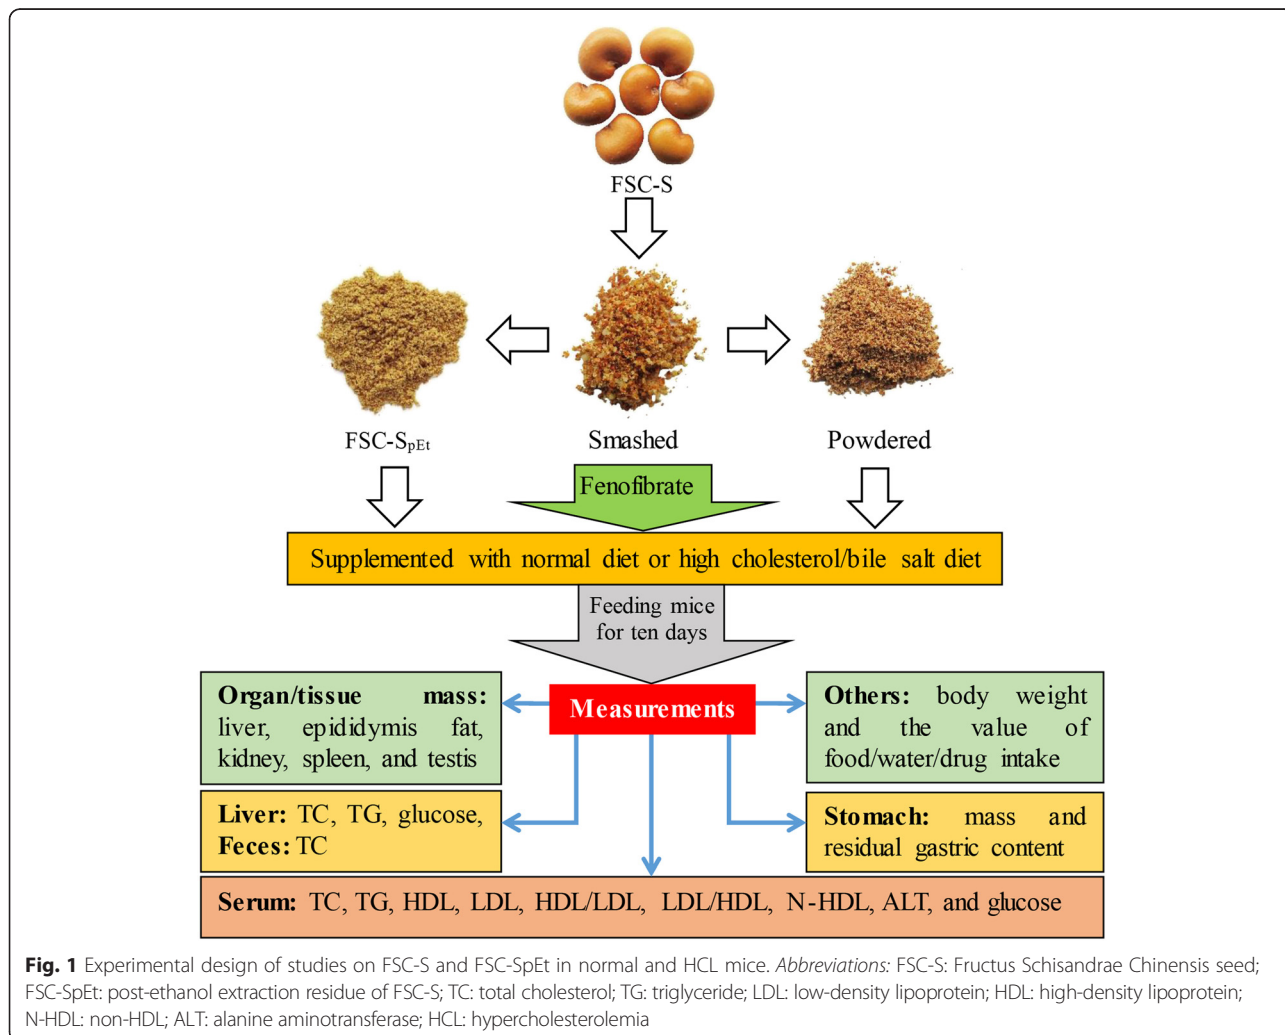 FSC-S
FSC-SpEt
Smashed
Powdered
Fenofibrate
Supplemented with normal diet or high cholesterol/bile salt diet
Feeding mice
for ten days
Organ/tissue mass:
liver, epididymis fat,
kidney, spleen, and testis
Measurements
Others: body weight
and the value of
food/water/drug intake
Liver: TC, TG, glucose,
Feces: TC
Stomach: mass and
residual gastric content
Serum: TC, TG, HDL, LDL, HDL/LDL, LDL/HDL, N-HDL, ALT, and glucose
Fig. 1 Experimental design of studies on FSC-S and FSC-SpEt in normal and HCL mice. Abbreviations: FSC-S: Fructus Schisandrae Chinensis seed;
FSC-SpEt: post-ethanol extraction residue of FSC-S; TC: total cholesterol; TG: triglyceride; LDL: low-density lipoprotein; HDL: high-density lipoprotein;
N-HDL: non-HDL; ALT: alanine aminotransferase; HCL: hypercholesterolemia